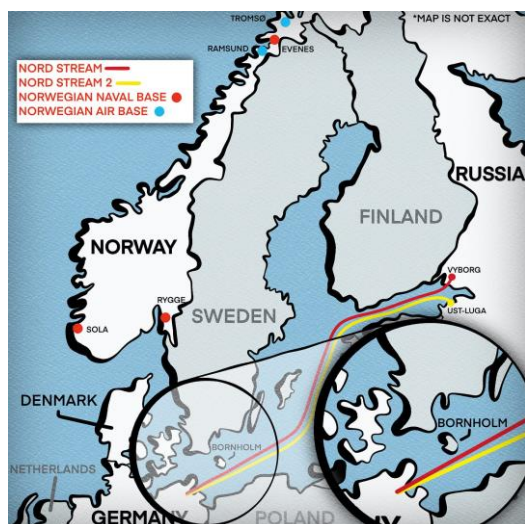 TROMSØ
*MAP IS NOT EXACT
RAMSUND
EVENES
NORD STREAM
NORD STREAM 2
NORWEGIAN NAVAL BASE
NORWEGIAN AIR BASE
RUSSIA
FINLAND
NORWAY
VYBORG
RYGGE
UST-LUGA
SWEDEN
SOLA
DENMARK
BORNHOLM
BORNHOLM
NETHERLANDS
GERMANY
POLAND
NY